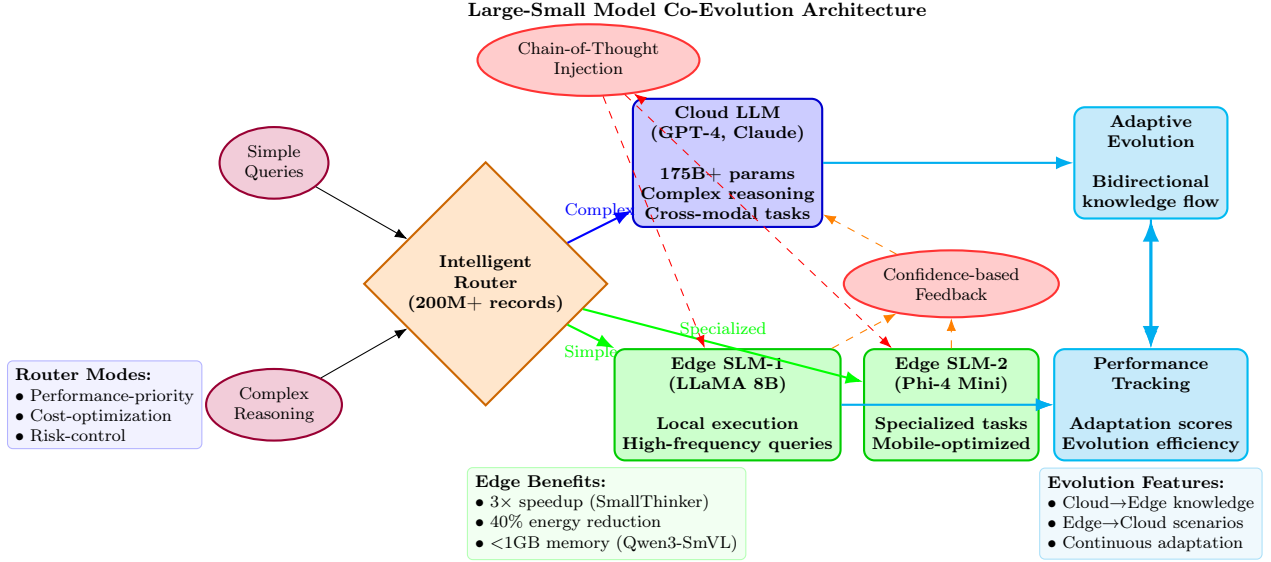 Large-Small Model Co-Evolution Architecture
Chain-of-Thought
Injection
Cloud LLM
(GPT-4, Claude)
175B+ params
Complex reasoning
Cross-modal tasks
Adaptive
Evolution
Bidirectional
knowledge flow
Simple
Queries
Complex
Intelligent
Router
(200M+ records)
Confidence-based
Feedback
Specialized
Simple
Complex
Reasoning
Router Modes:
• Performance-priority
• Cost-optimization
• Risk-control
Edge SLM-1
(LLaMA 8B)
Local execution
High-frequency queries
Edge SLM-2
(Phi-4 Mini)
Specialized tasks
Mobile-optimized
Performance
Tracking
Adaptation scores
Evolution efficiency
Edge Benefits:
• 3× speedup (SmallThinker)
• 40% energy reduction
• <1GB memory (Qwen3-SmVL)
Evolution Features:
• Cloud→Edge knowledge
• Edge→Cloud scenarios
• Continuous adaptation